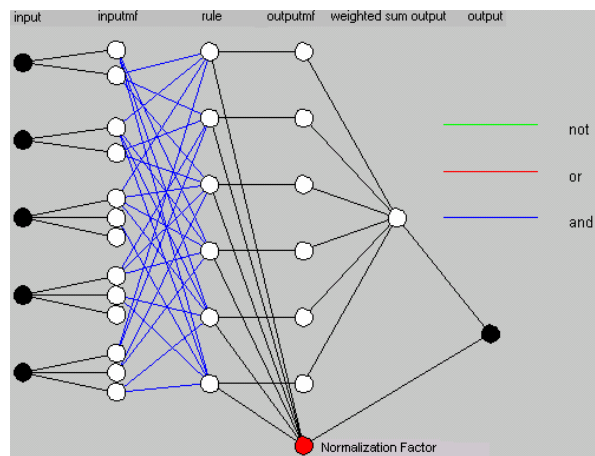 input inputmf rule outputmf weighted sum output output
not
or
and
Normalization Factor